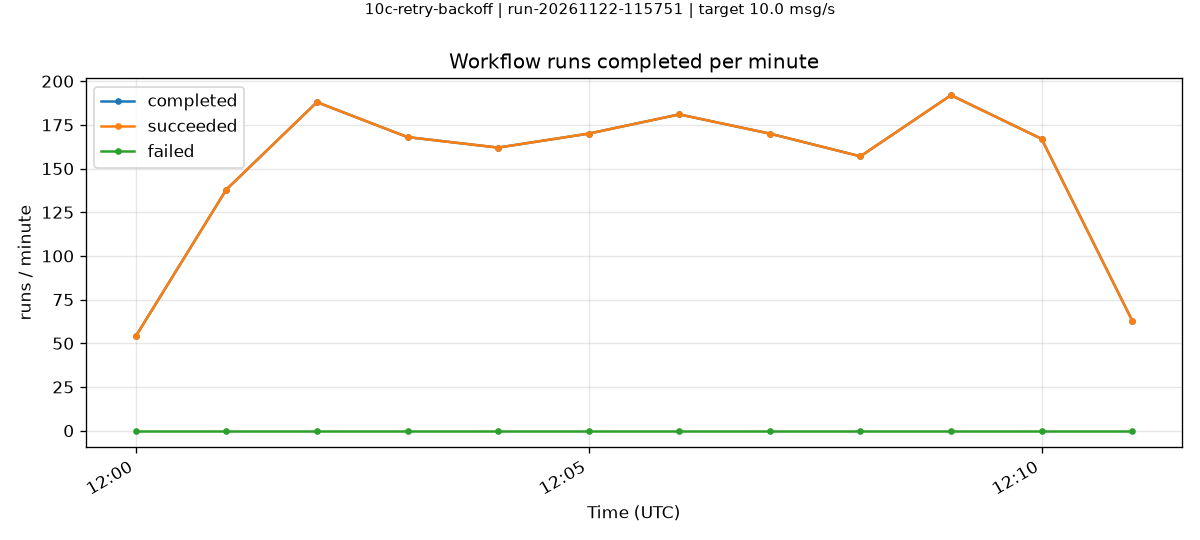 10c-retry-backoff | run-20261122-115751 | target 10.0 msg/s
Workflow runs completed per minute
completed
succeeded
failed
200
175
150
125
100
75
50
25
0
runs / minute
12:00
12:05
12:10
Time (UTC)